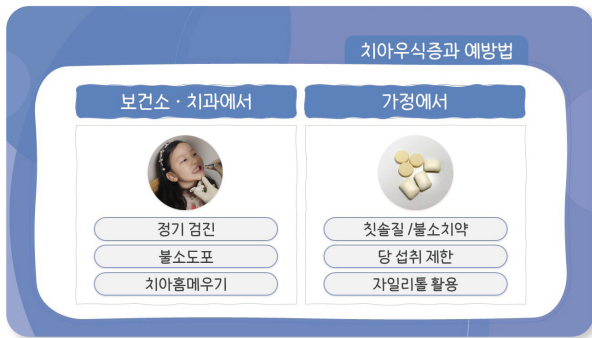 치아우식증과 예방법
보건소 · 치과에서
정기 검진
불소도포
치아홈메우기
가정에서
칫솔질 /불소치약
당 섭취 제한
자일리톨 활용